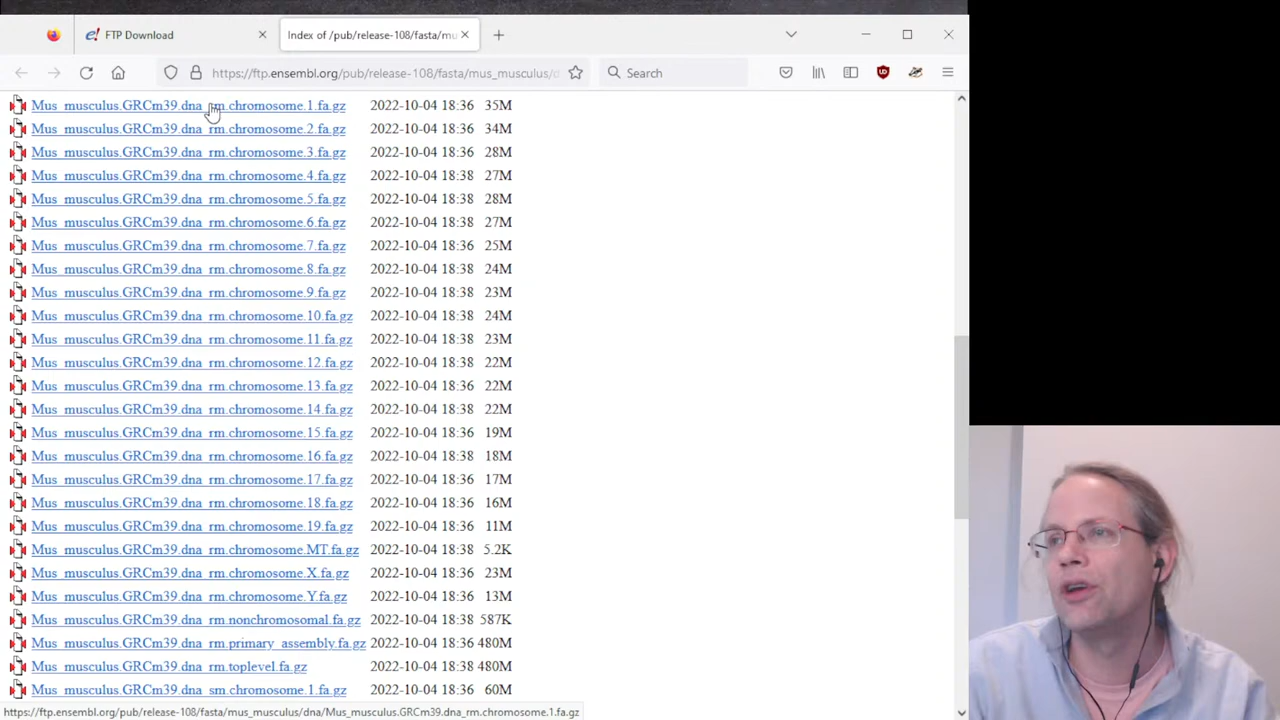 FTP Download
Index of /pub/release-108/fasta/mu
https://ftp.ensembl.org/pub/release-108/fasta/mus_musculus/d
Search
Mus_musculus.GRCm39.dna_rm.chromosome.1.fa.gz 2022-10-04 18:36 35M
Mus_musculus.GRCm39.dna_rm.chromosome.2.fa.gz 2022-10-04 18:36 34M
Mus_musculus.GRCm39.dna_rm.chromosome.3.fa.gz 2022-10-04 18:36 28M
Mus_musculus.GRCm39.dna_rm.chromosome.4.fa.gz 2022-10-04 18:36 27M
Mus_musculus.GRCm39.dna_rm.chromosome.5.fa.gz 2022-10-04 18:38 28M
Mus_musculus.GRCm39.dna_rm.chromosome.6.fa.gz 2022-10-04 18:36 27M
Mus_musculus.GRCm39.dna_rm.chromosome.7.fa.gz 2022-10-04 18:36 25M
Mus_musculus.GRCm39.dna_rm.chromosome.8.fa.gz 2022-10-04 18:38 24M
Mus_musculus.GRCm39.dna_rm.chromosome.9.fa.gz 2022-10-04 18:38 23M
Mus_musculus.GRCm39.dna_rm.chromosome.10.fa.gz 2022-10-04 18:36 24M
Mus_musculus.GRCm39.dna_rm.chromosome.11.fa.gz 2022-10-04 18:38 23M
Mus_musculus.GRCm39.dna_rm.chromosome.12.fa.gz 2022-10-04 18:38 22M
Mus_musculus.GRCm39.dna_rm.chromosome.13.fa.gz 2022-10-04 18:36 22M
Mus_musculus.GRCm39.dna_rm.chromosome.14.fa.gz 2022-10-04 18:38 22M
Mus_musculus.GRCm39.dna_rm.chromosome.15.fa.gz 2022-10-04 18:36 19M
Mus_musculus.GRCm39.dna_rm.chromosome.16.fa.gz 2022-10-04 18:36 18M
Mus_musculus.GRCm39.dna_rm.chromosome.17.fa.gz 2022-10-04 18:36 17M
Mus_musculus.GRCm39.dna_rm.chromosome.18.fa.gz 2022-10-04 18:38 16M
Mus_musculus.GRCm39.dna_rm.chromosome.19.fa.gz 2022-10-04 18:36 11M
Mus_musculus.GRCm39.dna_rm.chromosome.MT.fa.gz 2022-10-04 18:38 5.2K
Mus_musculus.GRCm39.dna_rm.chromosome.X.fa.gz 2022-10-04 18:38 23M
Mus_musculus.GRCm39.dna_rm.chromosome.Y.fa.gz 2022-10-04 18:36 13M
Mus_musculus.GRCm39.dna_rm.nonchromosomal.fa.gz 2022-10-04 18:38 587K
Mus_musculus.GRCm39.dna_rm.primary_assembly.fa.gz 2022-10-04 18:36 480M
Mus_musculus.GRCm39.dna_rm.toplevel.fa.gz 2022-10-04 18:38 480M
Mus_musculus.GRCm39.dna_sm.chromosome.1.fa.gz 2022-10-04 18:36 60M
https://ftp.ensembl.org/pub/release-108/fasta/mus_musculus/dna/Mus_musculus.GRCm39.dna_rm.chromosome.1.fa.gz